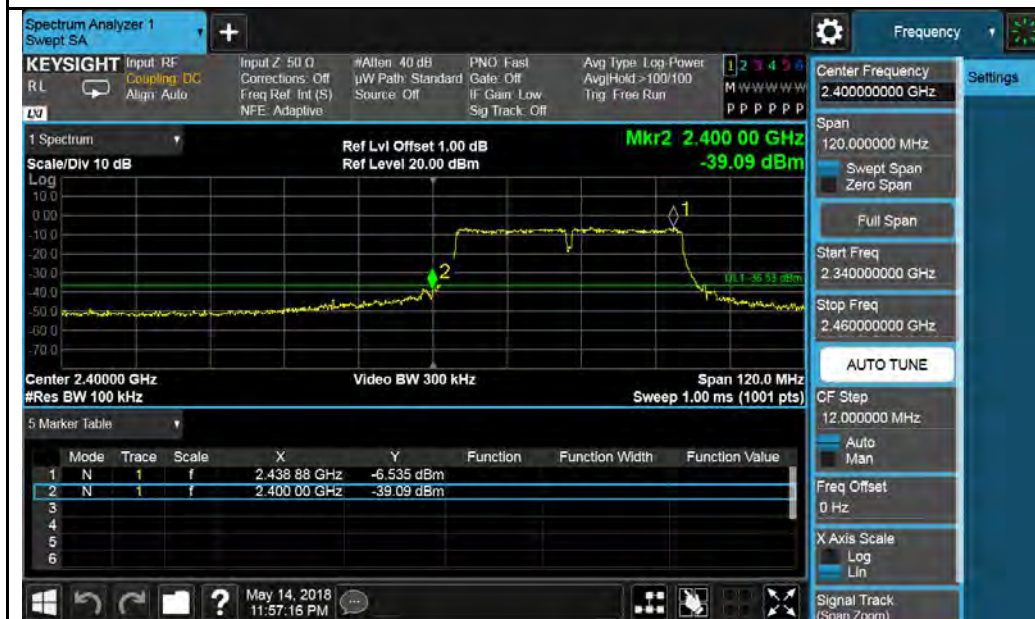 Spectrum Analyzer 1
Swept SA
+
Frequency
KEYSIGHT
RL
LXI
Input: RF
Coupling: DC
Align: Auto
Input Z: 50 Ω
Corrections: Off
Freq Ref: Int (S)
NFE: Adaptive
#Atten: 40 dB
µW Path: Standard
Source: Off
PNO: Fast
Gate: Off
IF Gain: Low
Sig Track: Off
Avg Type: Log-Power
Avg|Hold:>100/100
Trig: Free Run
1 2 3 4 5 6
M W W W W W
P P P P P P
1 Spectrum
Scale/Div 10 dB
Ref Lvl Offset 1.00 dB
Ref Level 20.00 dBm
Mkr2 2.400 00 GHz
-39.09 dBm
Log
10.0
0.00
-10.0
-20.0
-30.0
-40.0
-50.0
-60.0
-70.0
1
2
DL1 -36.53 dBm
Center 2.40000 GHz
#Res BW 100 kHz
Video BW 300 kHz
Span 120.0 MHz
Sweep 1.00 ms (1001 pts)
5 Marker Table
Mode Trace Scale X Y Function Function Width Function Value
1 N 1 f 2.438 88 GHz -6.535 dBm
2 N 1 f 2.400 00 GHz -39.09 dBm
3
4
5
6
?
May 14, 2018
11:57:16 PM
Center Frequency
2.400000000 GHz
Settings
Span
120.000000 MHz
Swept Span
Zero Span
Full Span
Start Freq
2.340000000 GHz
Stop Freq
2.460000000 GHz
AUTO TUNE
CF Step
12.000000 MHz
Auto
Man
Freq Offset
0 Hz
X Axis Scale
Log
Lin
Signal Track
(Span Zoom)